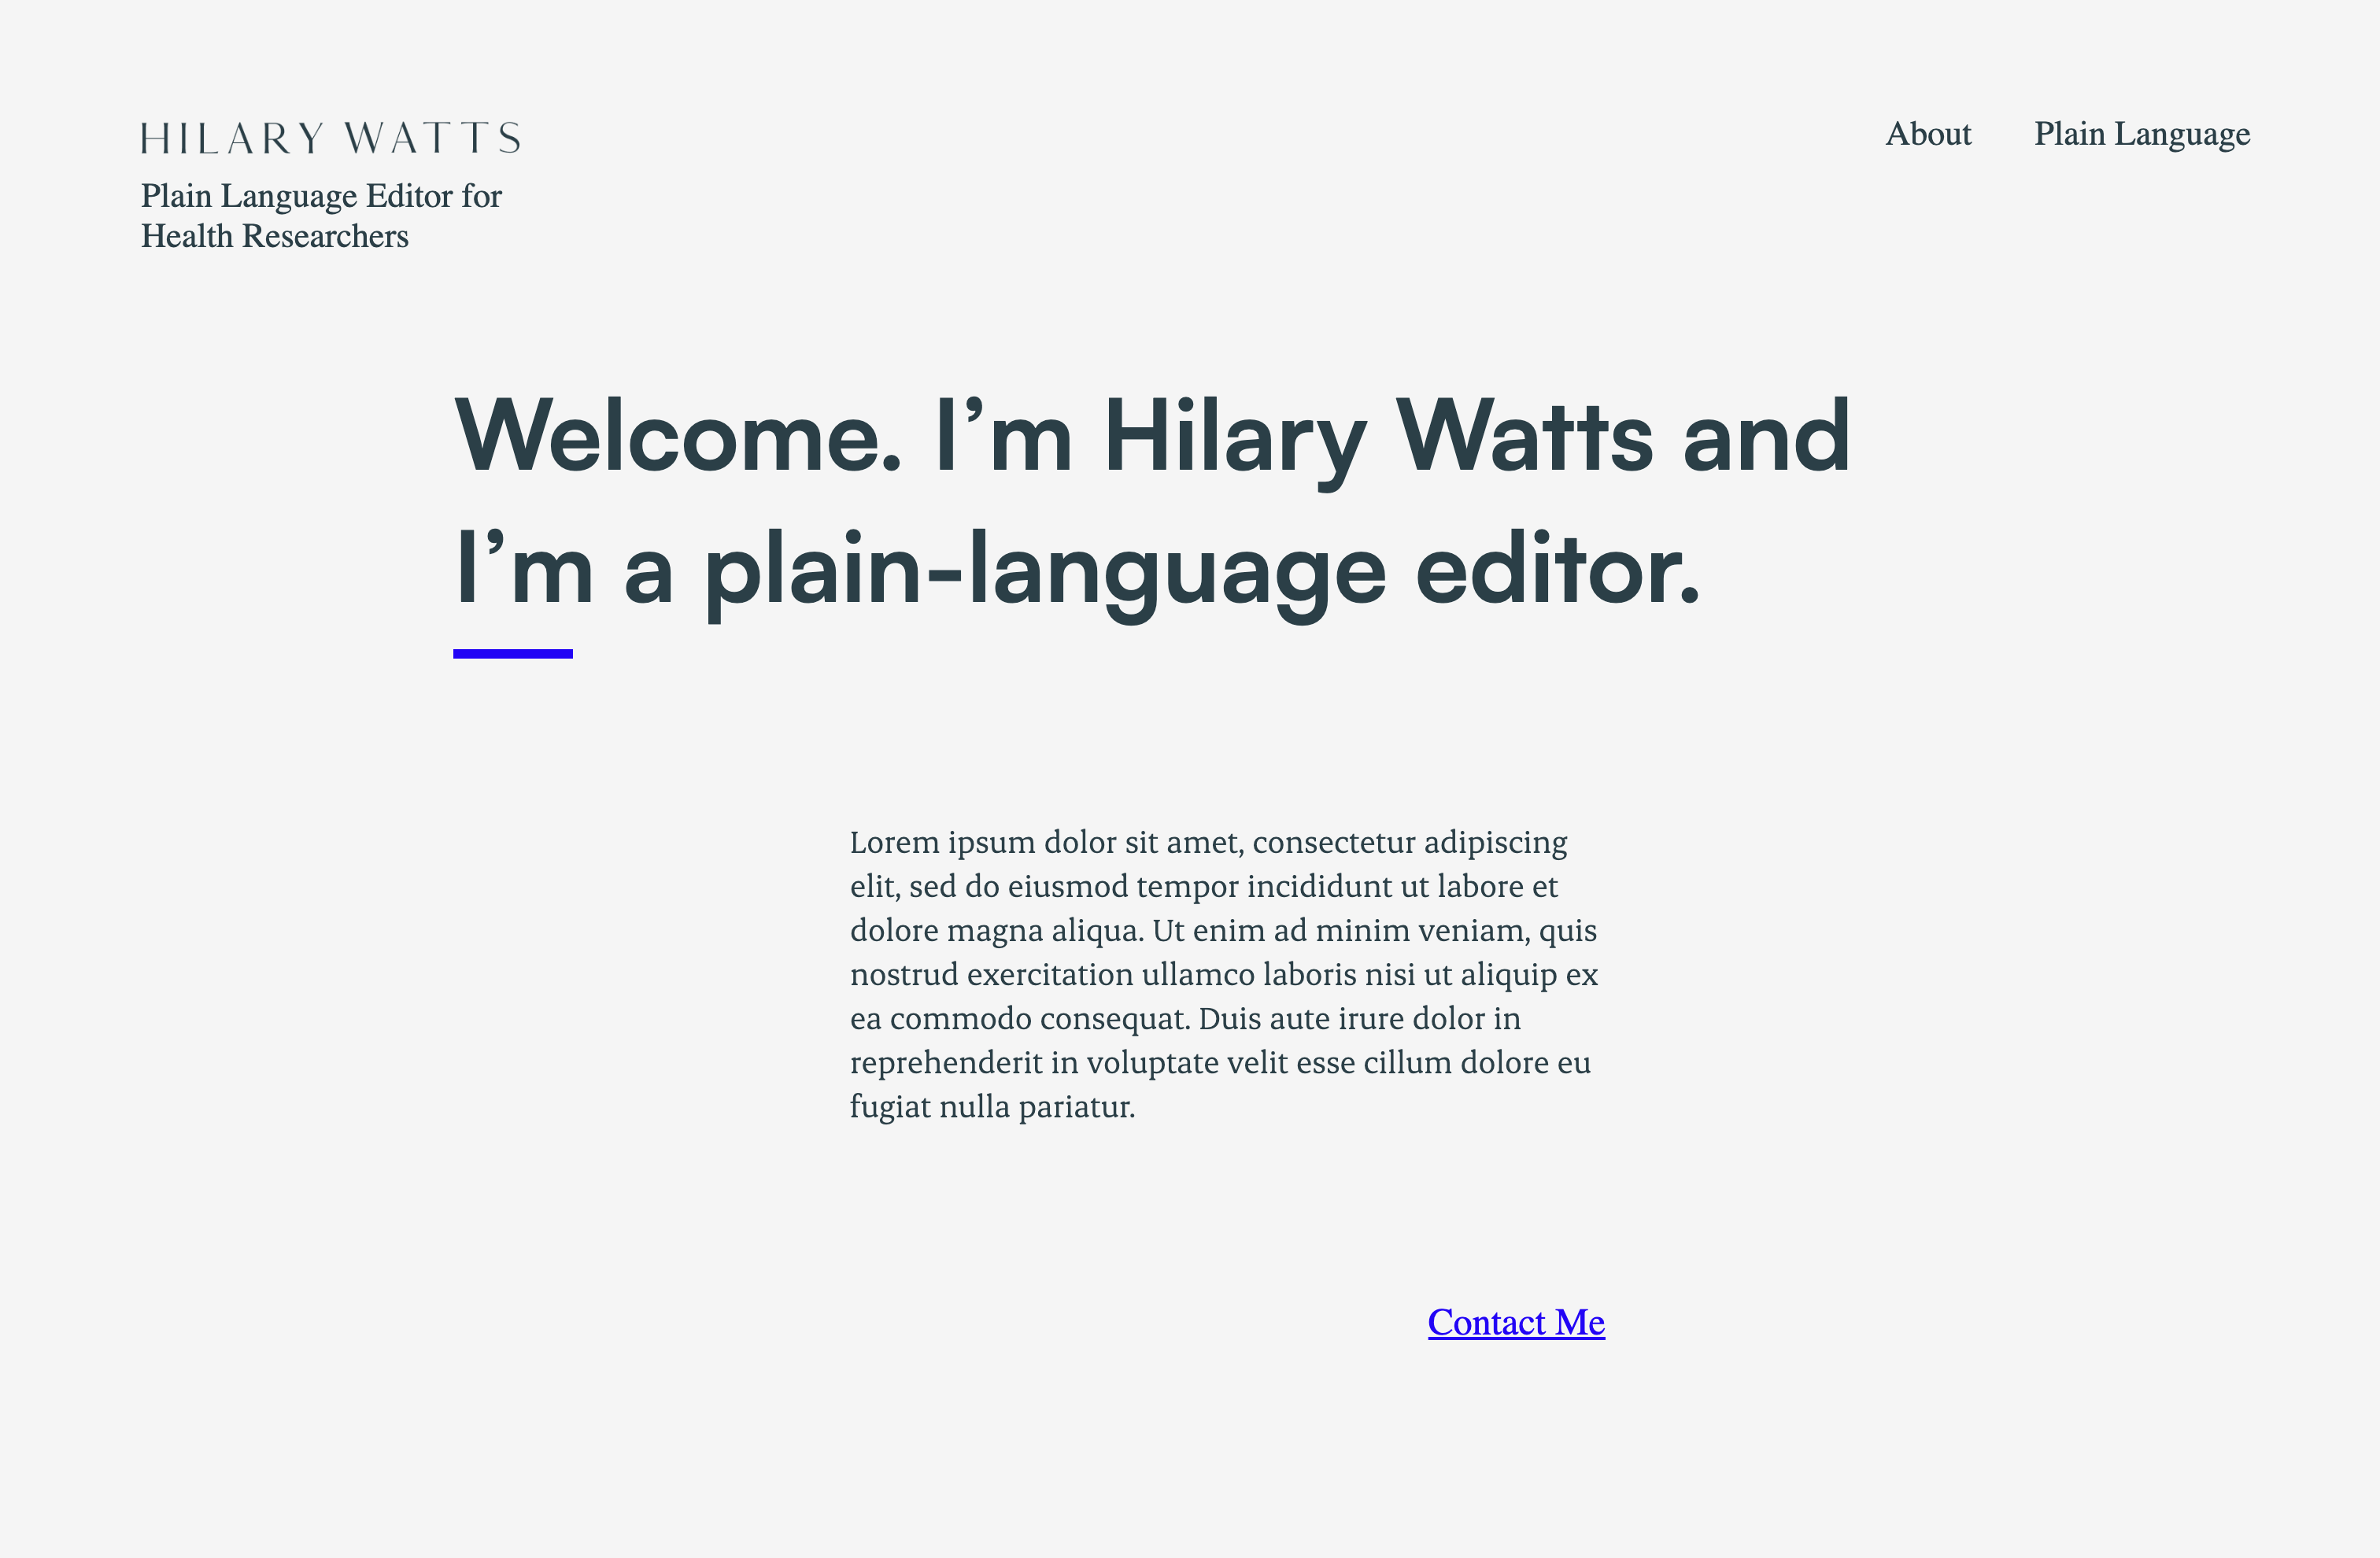 HILARY WATTS
Plain Language Editor for
Health Researchers
About
Plain Language
Welcome. I’m Hilary Watts and
I’m a plain-language editor.
Lorem ipsum dolor sit amet, consectetur adipiscing
elit, sed do eiusmod tempor incididunt ut labore et
dolore magna aliqua. Ut enim ad minim veniam, quis
nostrud exercitation ullamco laboris nisi ut aliquip ex
ea commodo consequat. Duis aute irure dolor in
reprehenderit in voluptate velit esse cillum dolore eu
fugiat nulla pariatur.
Contact Me